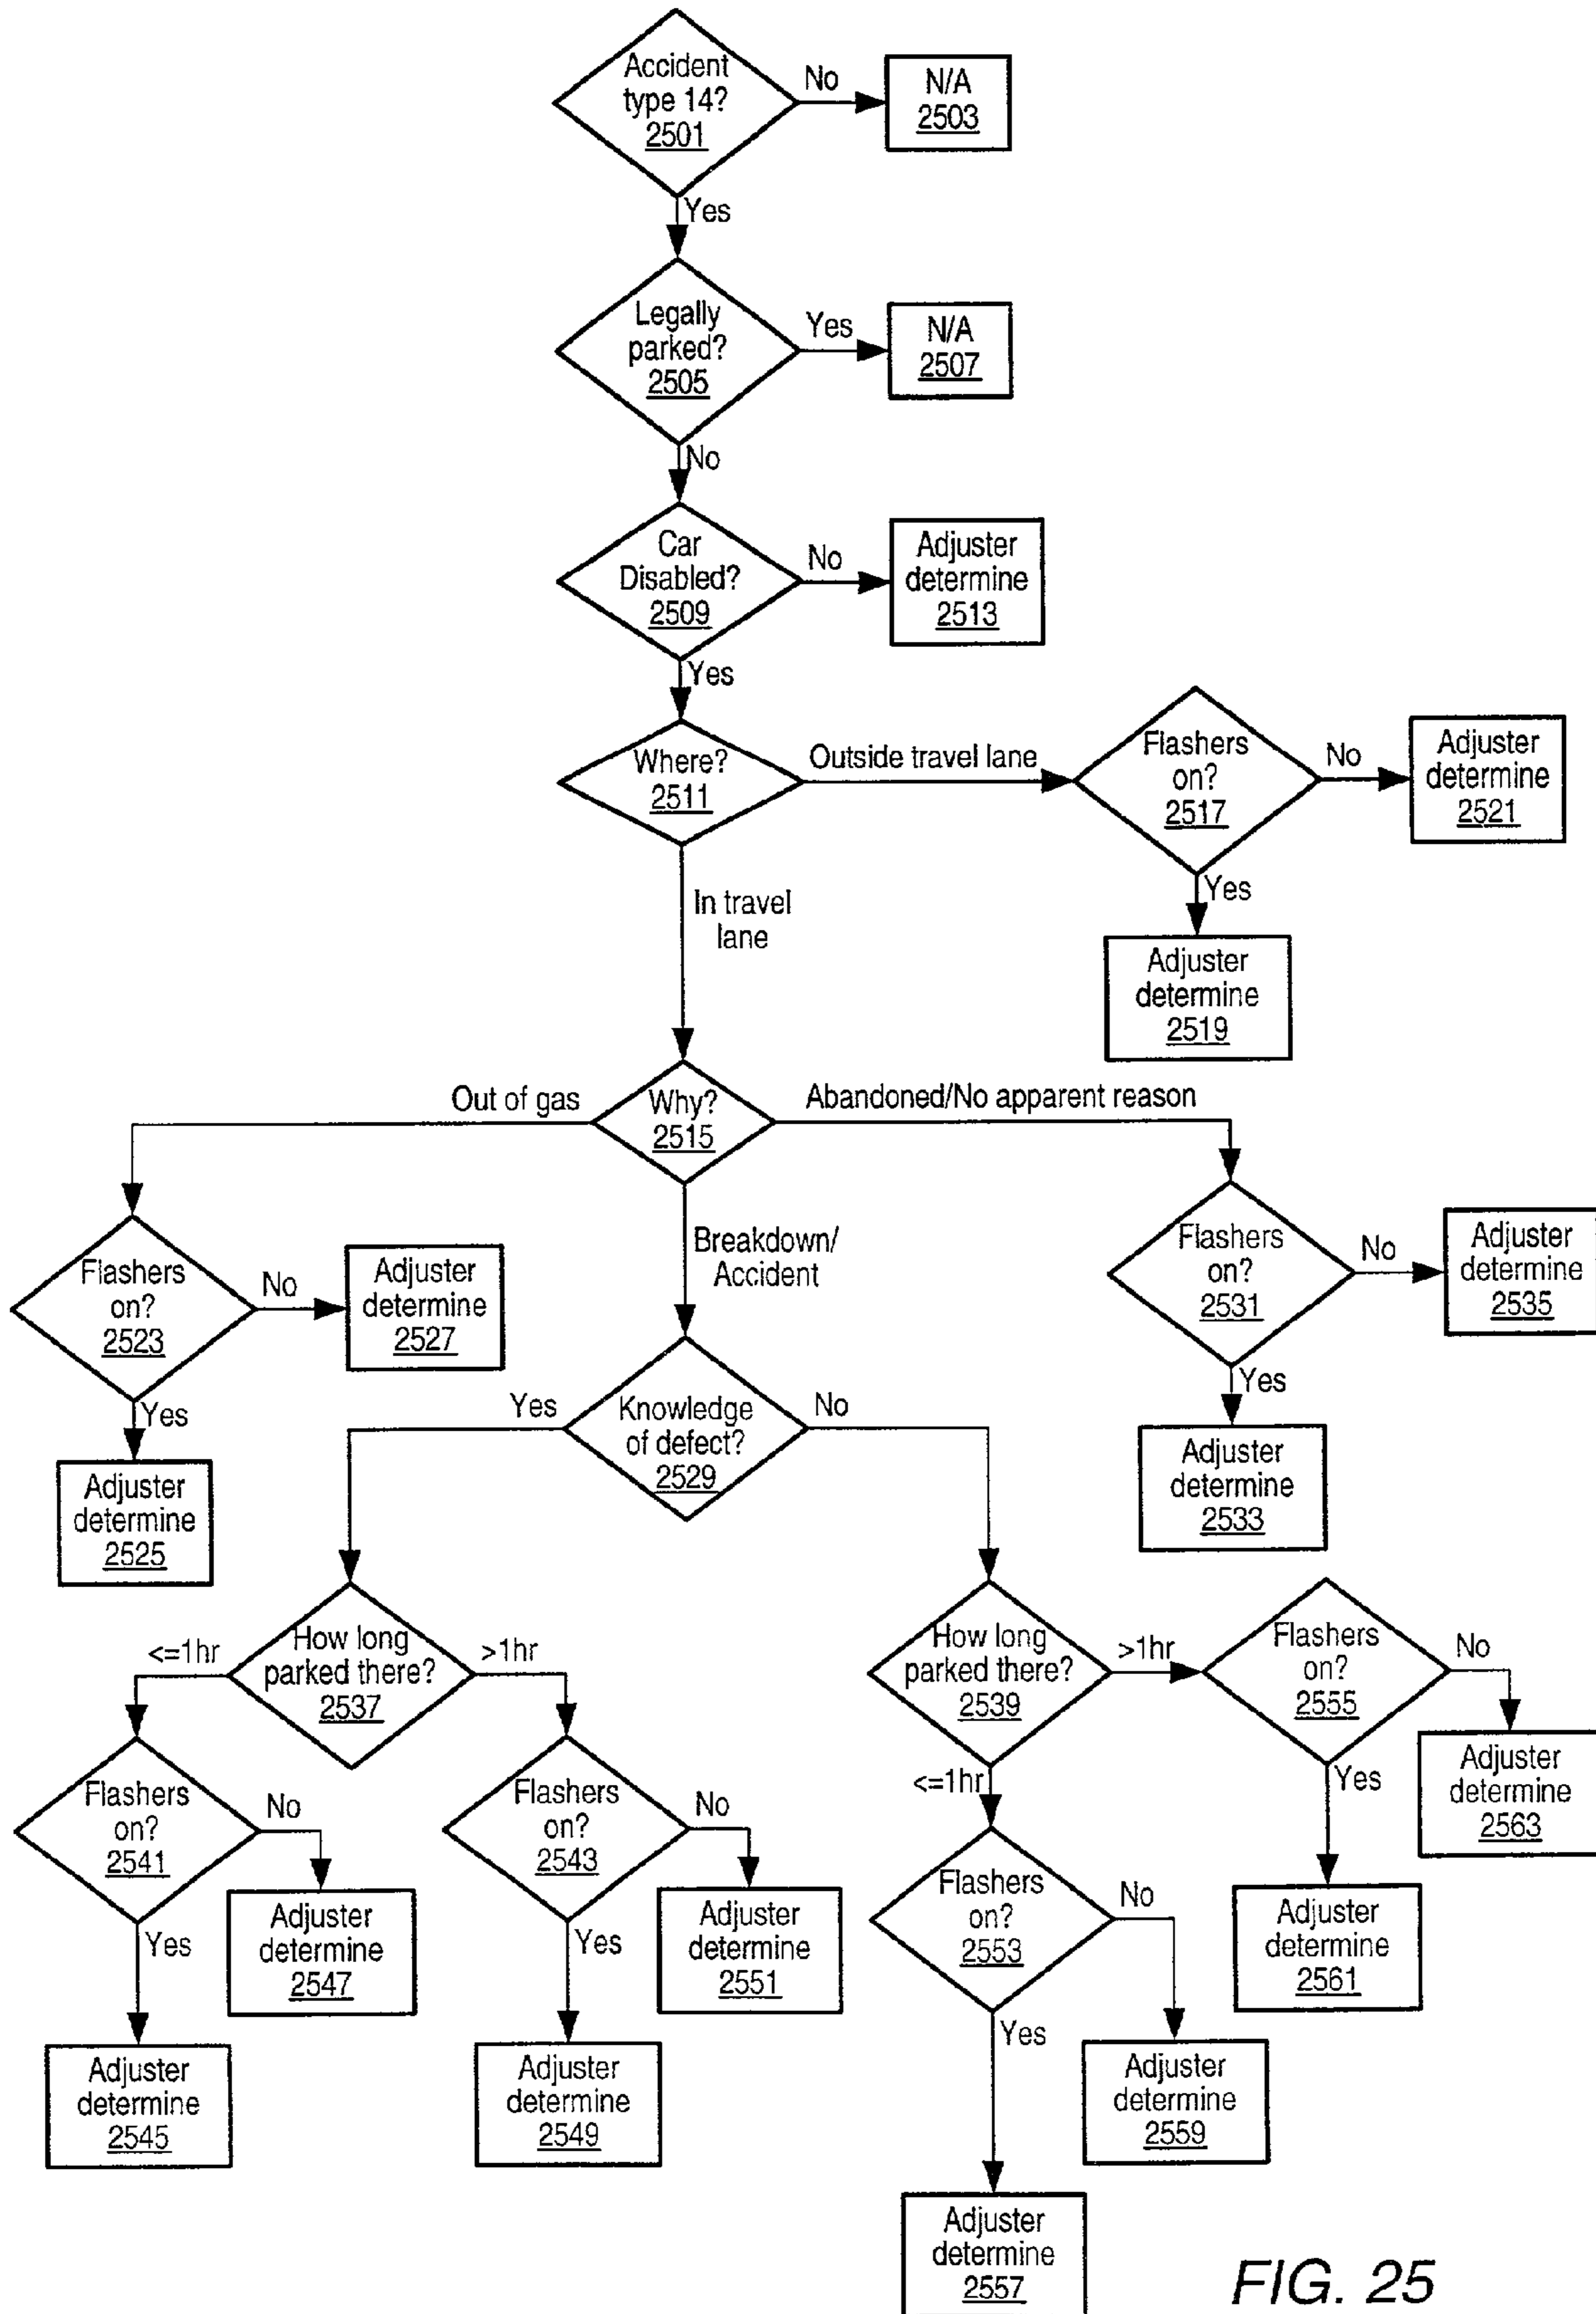 Accident
type 14?
2501
No
N/A
2503
Yes
Legally
parked?
2505
Yes
N/A
2507
No
Car
Disabled?
2509
No
Adjuster
determine
2513
Yes
Where?
2511
Outside travel lane
Flashers
on?
2517
No
Adjuster
determine
2521
Yes
Adjuster
determine
2519
In travel
lane
Why?
2515
Out of gas
Abandoned/No apparent reason
Flashers
on?
2523
No
Adjuster
determine
2527
Yes
Adjuster
determine
2525
Breakdown/
Accident
Flashers
on?
2531
No
Adjuster
determine
2535
Yes
Adjuster
determine
2533
Knowledge
of defect?
2529
Yes
No
How long
parked there?
2537
<=1hr
>1hr
Flashers
on?
2541
No
Adjuster
determine
2547
Yes
Adjuster
determine
2545
Flashers
on?
2543
No
Adjuster
determine
2551
Yes
Adjuster
determine
2549
How long
parked there?
2539
>1hr
Flashers
on?
2555
No
Adjuster
determine
2563
Yes
Adjuster
determine
2561
<=1hr
Flashers
on?
2553
No
Adjuster
determine
2559
Yes
Adjuster
determine
2557
FIG. 25